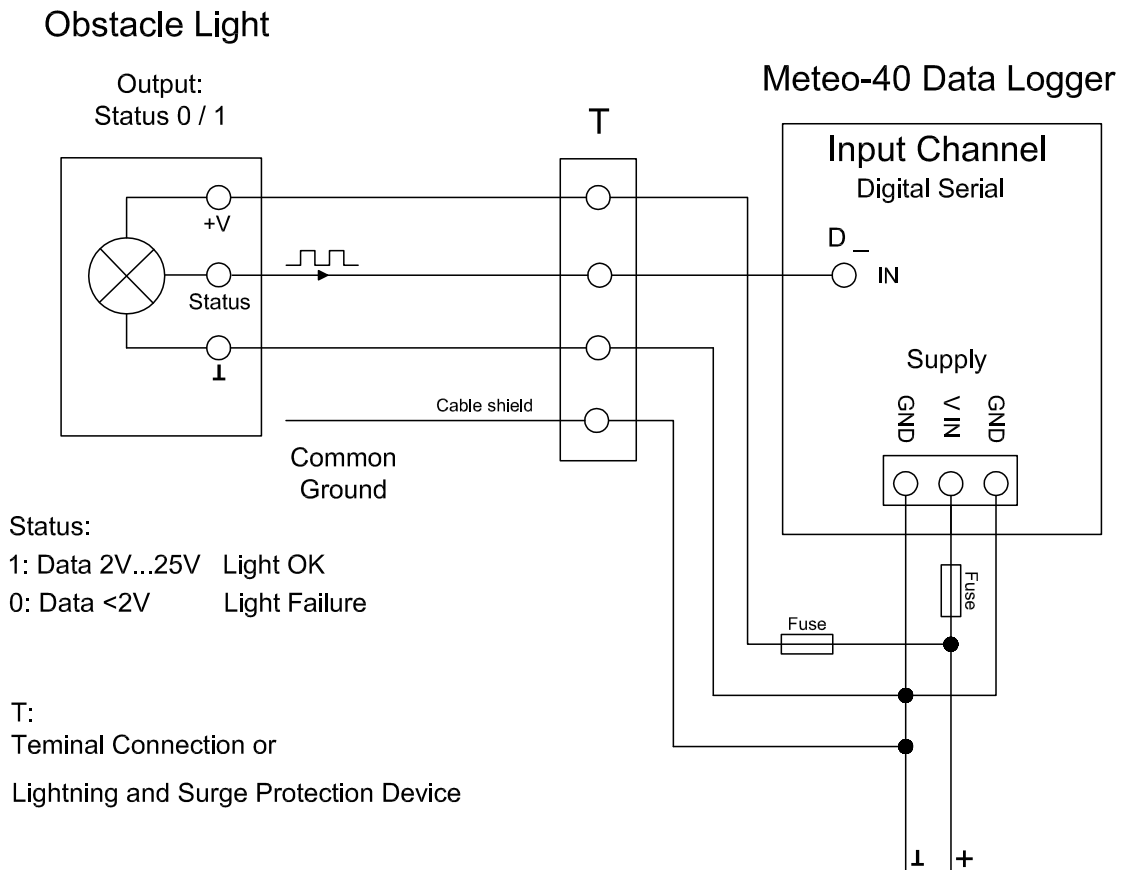 Obstacle Light
Output:
Status 0 / 1
Meteo-40 Data Logger
T
Input Channel
Digital Serial
+V
D _
IN
Status
⊥
Supply
GND
V IN
GND
Cable shield
Common
Ground
Status:
1: Data 2V...25V Light OK
0: Data <2V Light Failure
Fuse
Fuse
T:
Teminal Connection or
Lightning and Surge Protection Device
⊥ +